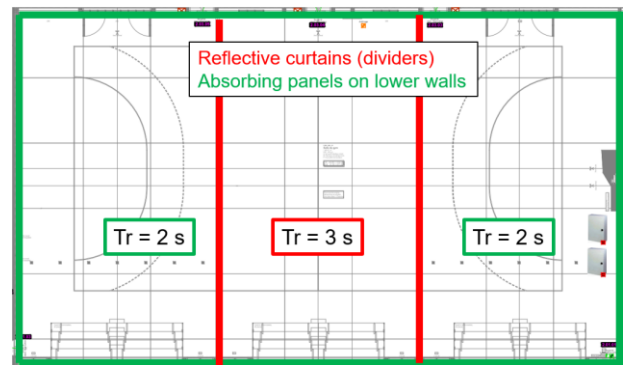 Reflective curtains (dividers)
Absorbing panels on lower walls
Tr = 2 s
Tr = 3 s
Tr = 2 s